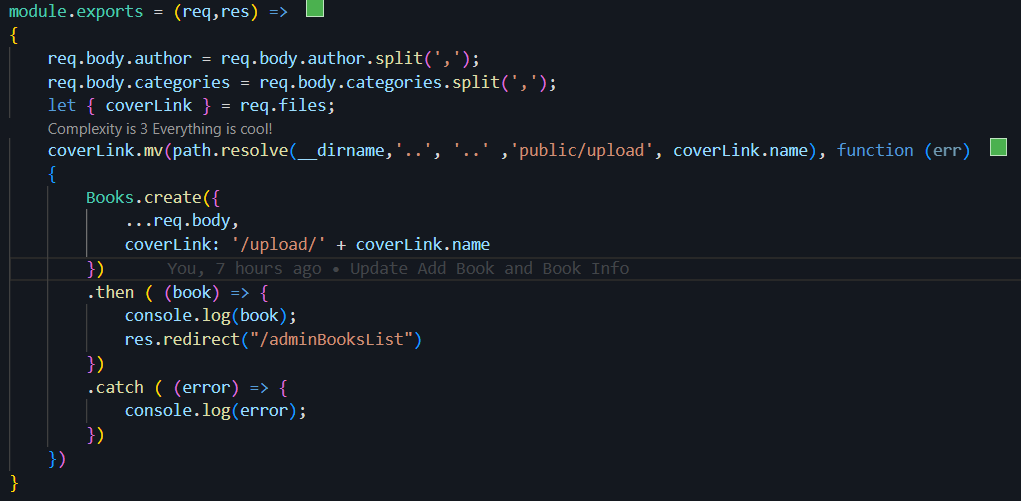 module.exports = (req,res) =>
{
req.body.author = req.body.author.split(',');
req.body.categories = req.body.categories.split(',');
let { coverLink } = req.files;
Complexity is 3 Everything is cool!
coverLink.mv(path.resolve(__dirname,'..', '..' ,'public/upload', coverLink.name), function (err)
{
Books.create({
...req.body,
coverLink: '/upload/' + coverLink.name
}) You, 7 hours ago • Update Add Book and Book Info
.then ( (book) => {
console.log(book);
res.redirect("/adminBooksList")
})
.catch ( (error) => {
console.log(error);
})
})
}